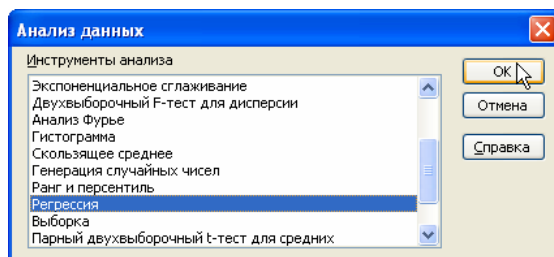 Анализ данных
Инструменты анализа
Экспоненциальное сглаживание
Двухвыборочный F-тест для дисперсии
Анализ Фурье
Гистограмма
Скользящее среднее
Генерация случайных чисел
Ранг и персентиль
Регрессия
Выборка
Парный двухвыборочный t-тест для средних
ОК
Отмена
Справка